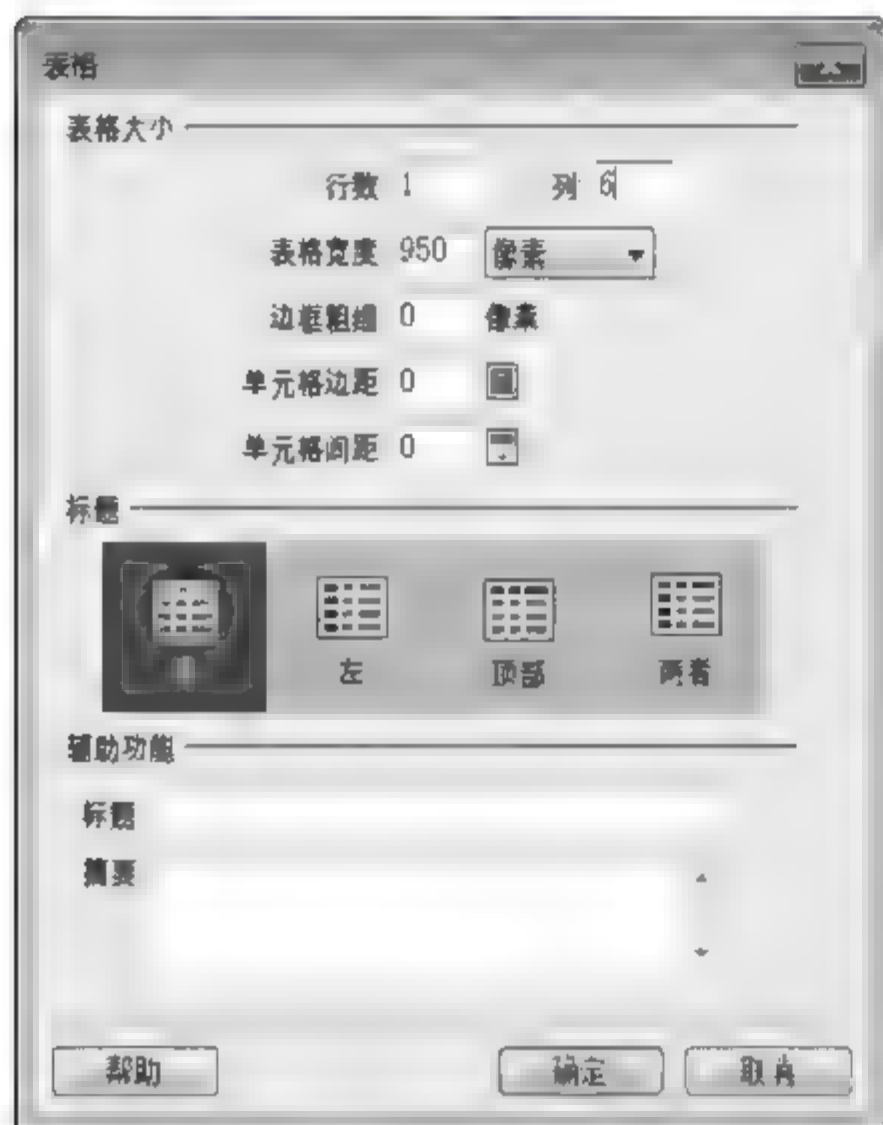 表格
表格大小
行数 1 列 6
表格宽度 950 像素
边框粗细 0 像素
单元格边距 0
单元格间距 0
标题
左 顶部 两者
辅助功能
标题
摘要
帮助 确定 取消